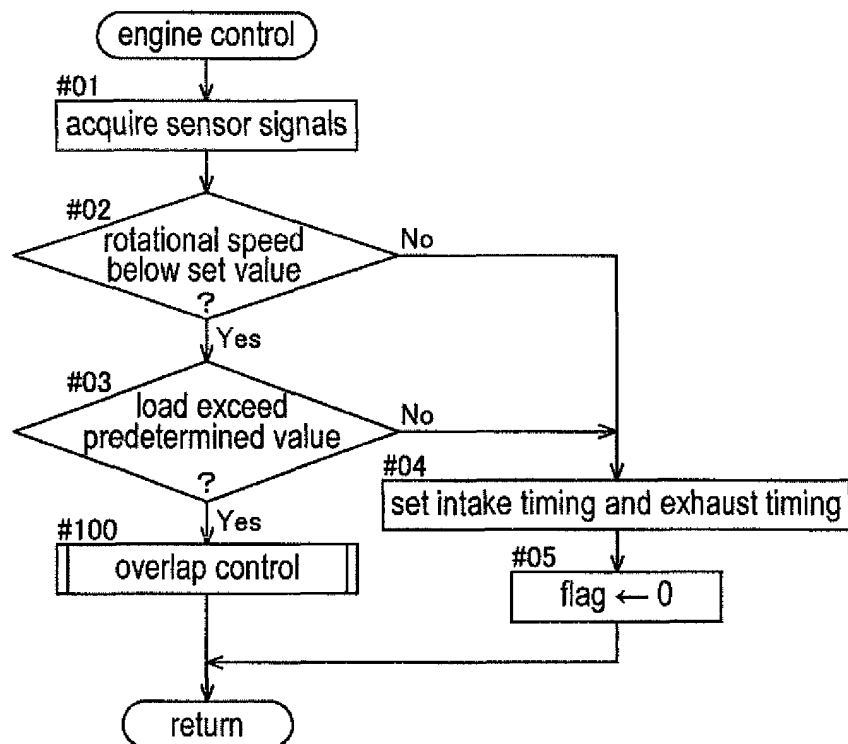 engine control
#01
acquire sensor signals
#02
rotational speed
below set value
?
No
Yes
#03
load exceed
predetermined value
?
No
Yes
#04
set intake timing and exhaust timing
#100
overlap control
#05
flag ← 0
return